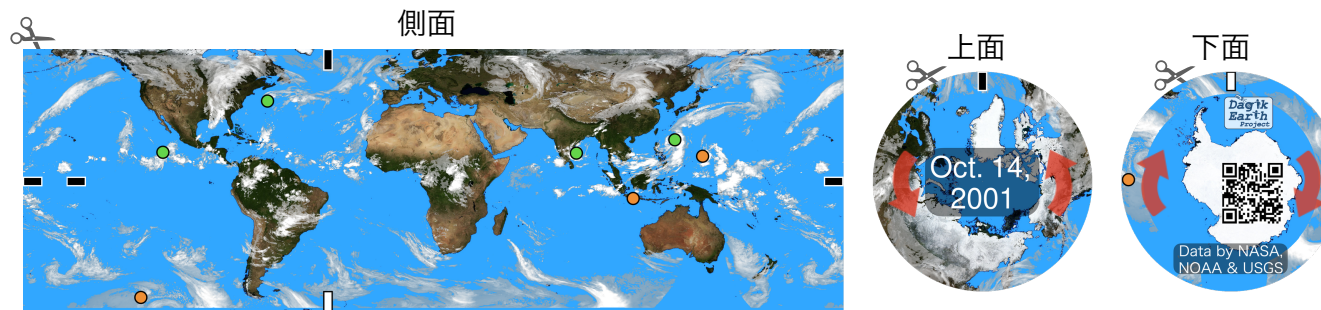 側面
上面
下面
Dagik
Earth
Project
Oct. 14,
2001
Data by NASA,
NOAA & USGS